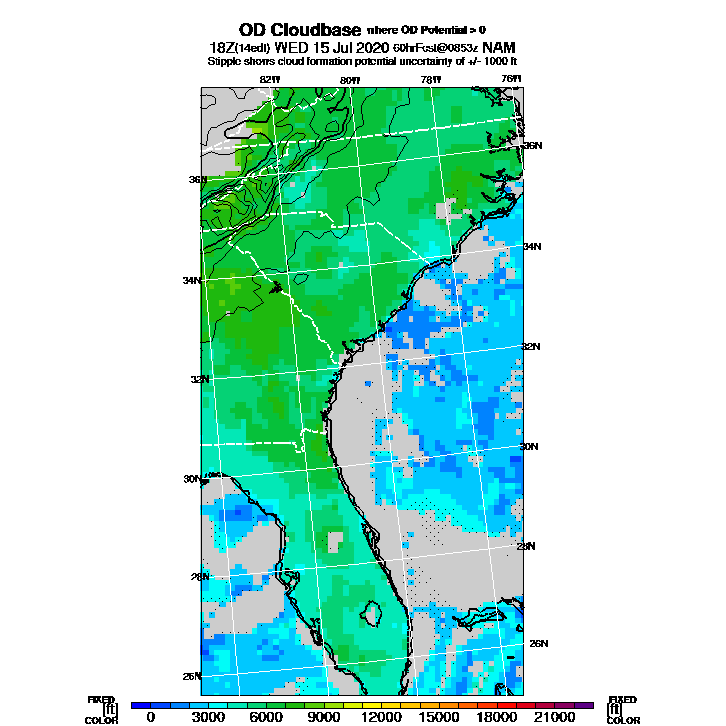 OD Cloudbase where OD Potential > 0
18Z(14edt) WED 15 Jul 2020 60hrFcst@0853z NAM
Stipple shows cloud formation potential uncertainty of +/- 1000 ft
82W 80W 78W 76W
36N 36N
34N 34N
32N 32N
30N 30N
28N 28N
26N 26N
FIXED FIXED
[ft] 0 3000 6000 9000 12000 15000 18000 21000 [ft]
COLOR COLOR